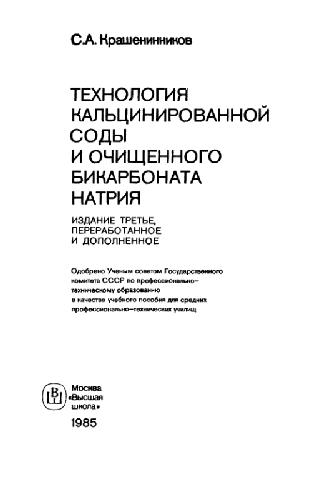 С.А. Крашенинников
ТЕХНОЛОГИЯ
КАЛЬЦИНИРОВАННОЙ
СОДЫ
И ОЧИЩЕННОГО
БИКАРБОНАТА
НАТРИЯ
ИЗДАНИЕ ТРЕТЬЕ,
ПЕРЕРАБОТАННОЕ
И ДОПОЛНЕННОЕ
Одобрено Ученым советом Государственного
комитета СССР по профессионально-
техническому образованию
в качестве учебного пособия для средних
профессионально-технических училищ
ВШ
Москва
«Высшая
школа»
1985